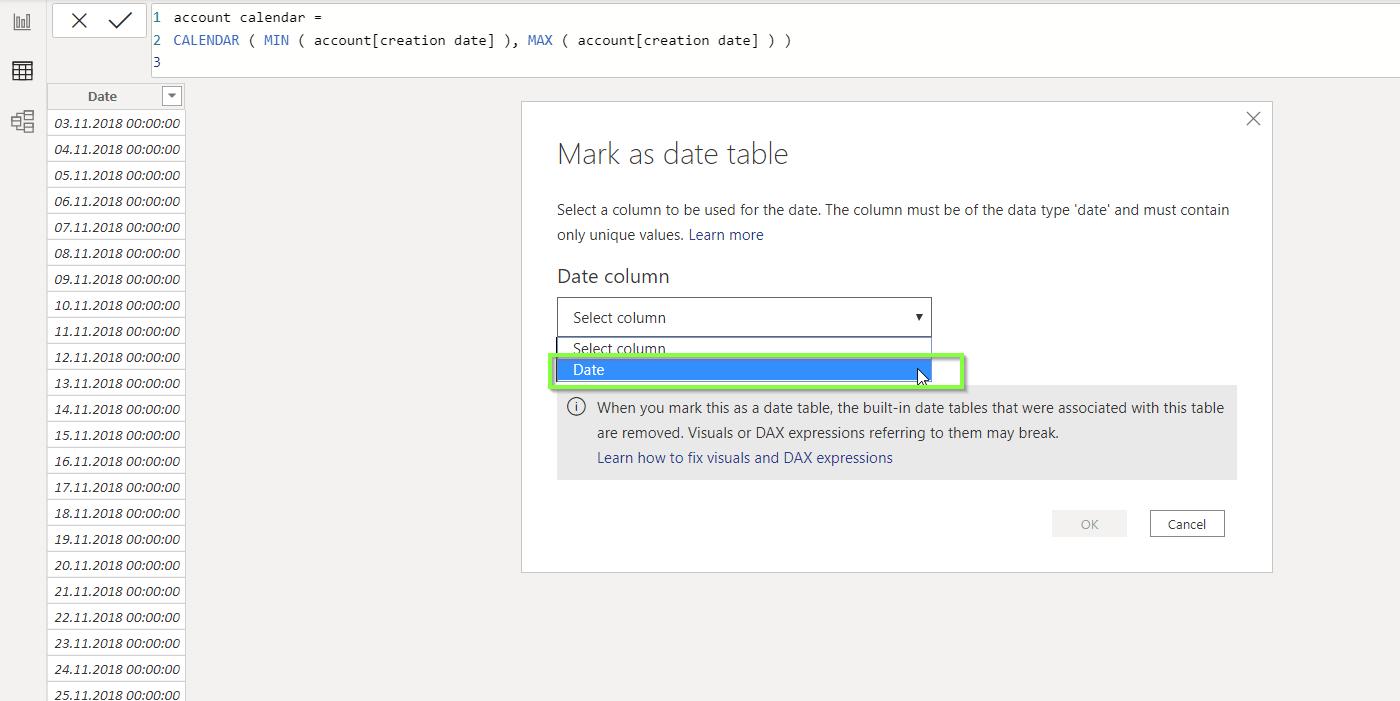 1 account calendar =
2 CALENDAR ( MIN ( account[creation date] ), MAX ( account[creation date] ) )
3
Date
03.11.2018 00:00:00
04.11.2018 00:00:00
05.11.2018 00:00:00
06.11.2018 00:00:00
07.11.2018 00:00:00
08.11.2018 00:00:00
09.11.2018 00:00:00
10.11.2018 00:00:00
11.11.2018 00:00:00
12.11.2018 00:00:00
13.11.2018 00:00:00
14.11.2018 00:00:00
15.11.2018 00:00:00
16.11.2018 00:00:00
17.11.2018 00:00:00
18.11.2018 00:00:00
19.11.2018 00:00:00
20.11.2018 00:00:00
21.11.2018 00:00:00
22.11.2018 00:00:00
23.11.2018 00:00:00
24.11.2018 00:00:00
25.11.2018 00:00:00
Mark as date table
Select a column to be used for the date. The column must be of the data type 'date' and must contain
only unique values. Learn more
Date column
Select column
Select column
Date
When you mark this as a date table, the built-in date tables that were associated with this table
are removed. Visuals or DAX expressions referring to them may break.
Learn how to fix visuals and DAX expressions
OK Cancel